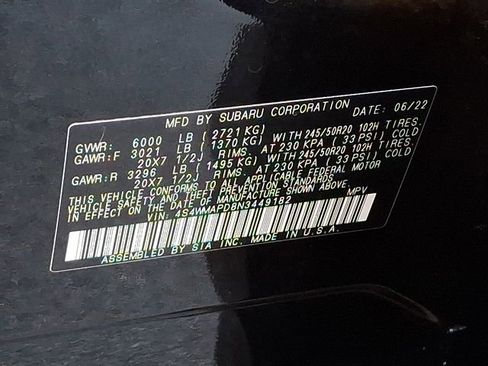 MFD BY SUBARU CORPORATION DATE: 06/22
GVWR: 6000 LB (2721 KG)
GAWR:F 3021 LB (1370 KG) WITH 245/50R20 102H TIRES.
20X7 1/2J RIMS. AT 230 KPA (33 PSI) COLD
GAWR:R 3296 LB (1495 KG) WITH 245/50R20 102H TIRES.
20X7 1/2J RIMS. AT 230 KPA (33 PSI) COLD
THIS VEHICLE CONFORMS TO ALL APPLICABLE FEDERAL MOTOR
VEHICLE SAFETY AND THEFT PREVENTION STANDARDS
IN EFFECT ON THE DATE OF MANUFACTURE SHOWN ABOVE.
VIN: 4S4WMAPD8N3449182 MPV
ASSEMBLED BY SIA INC. MADE IN U.S.A.